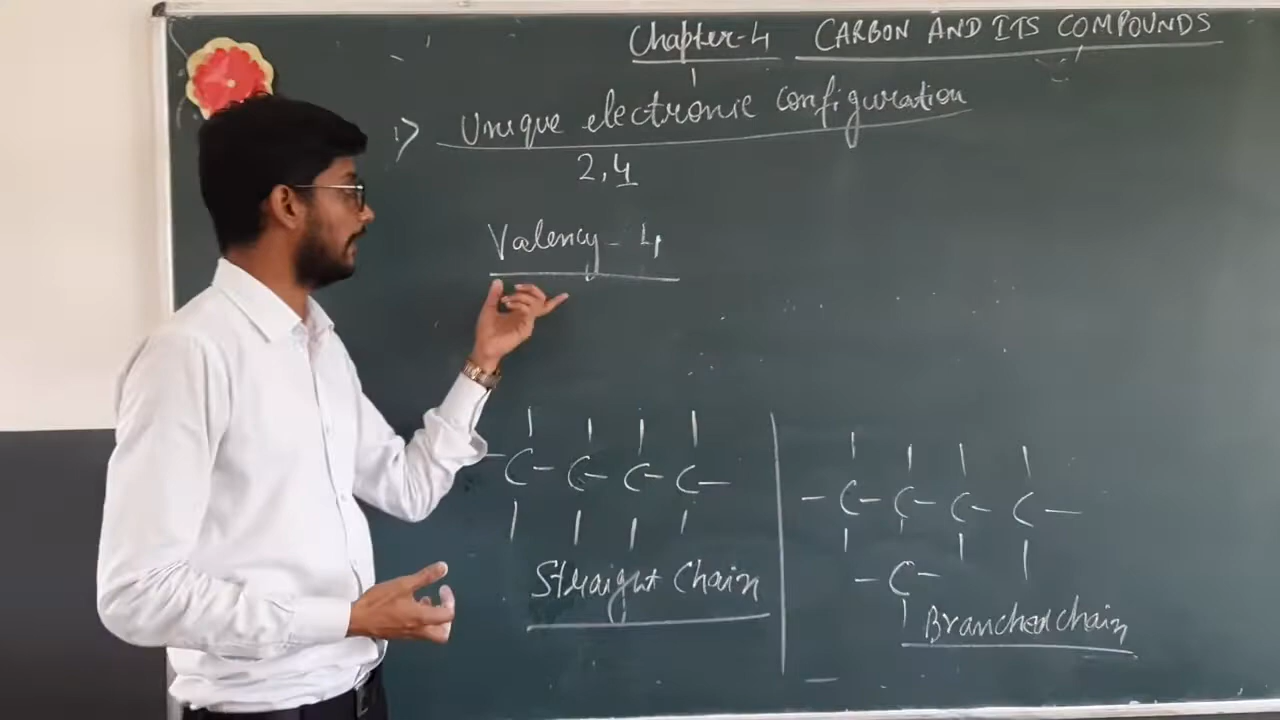 Chapter-4 CARBON AND ITS COMPOUNDS
1> Unique electronic configuration
2,4
Valency - 4
- C - C - C - C -
Straight Chain
- C - C - C - C -
- C -
Branched chain